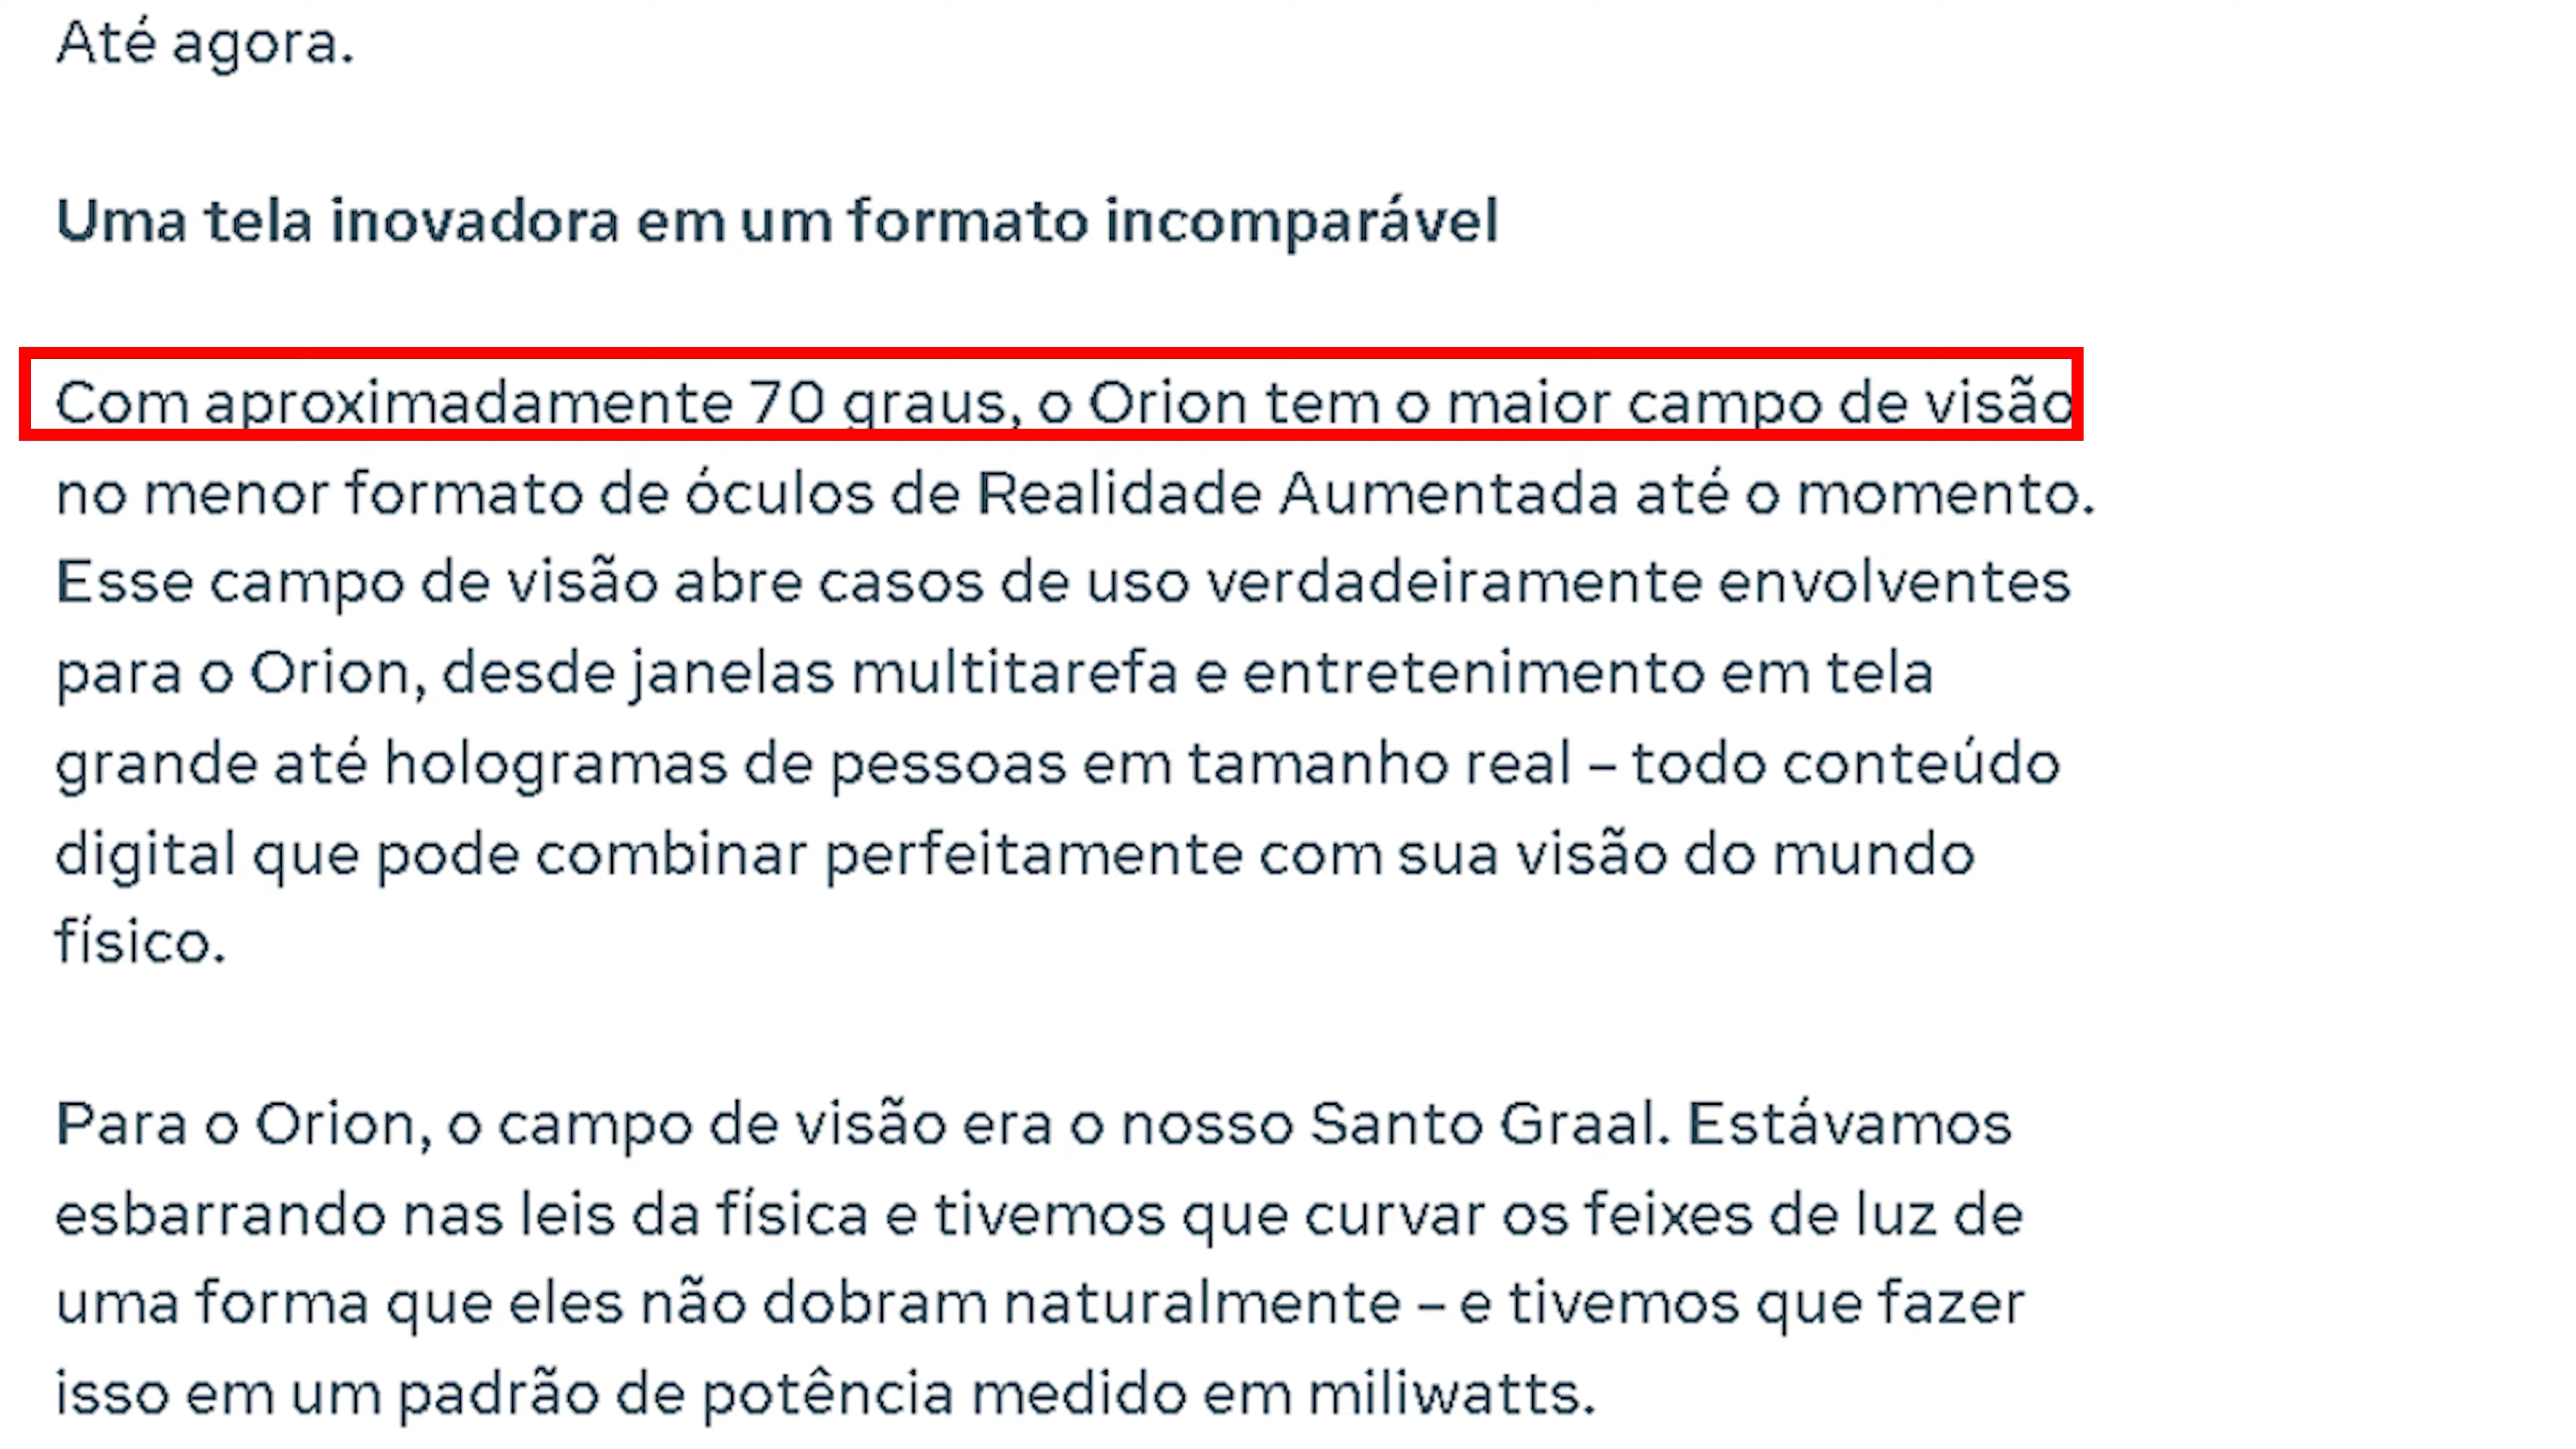 Até agora.
Uma tela inovadora em um formato incomparável
Com aproximadamente 70 graus, o Orion tem o maior campo de visão
no menor formato de óculos de Realidade Aumentada até o momento.
Esse campo de visão abre casos de uso verdadeiramente envolventes
para o Orion, desde janelas multitarefa e entretenimento em tela
grande até hologramas de pessoas em tamanho real – todo conteúdo
digital que pode combinar perfeitamente com sua visão do mundo
físico.
Para o Orion, o campo de visão era o nosso Santo Graal. Estávamos
esbarrando nas leis da física e tivemos que curvar os feixes de luz de
uma forma que eles não dobram naturalmente – e tivemos que fazer
isso em um padrão de potência medido em miliwatts.